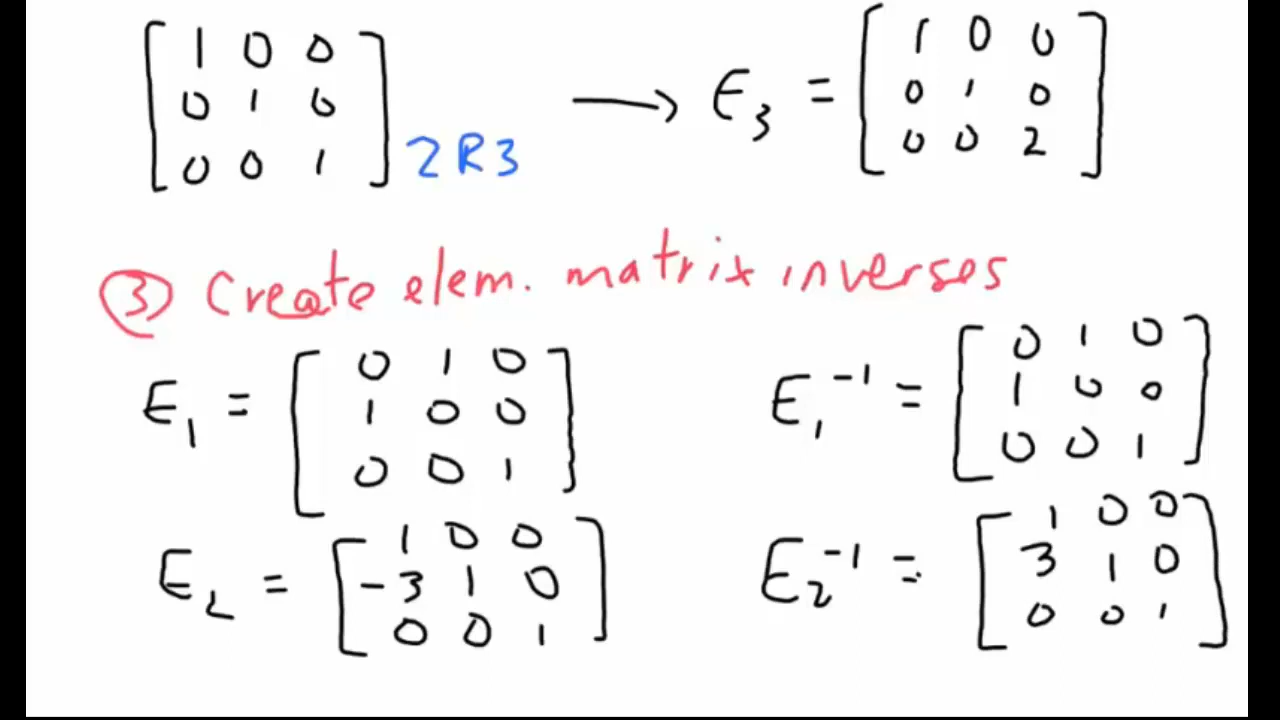 [1 0 0
0 1 0
0 0 1] 2R3 → E3 = [1 0 0
0 1 0
0 0 2]
③ Create elem. matrix inverses
E1 = [0 1 0
1 0 0
0 0 1]
E1^-1 = [0 1 0
1 0 0
0 0 1]
E2 = [1 0 0
-3 1 0
0 0 1]
E2^-1 = [1 0 0
3 1 0
0 0 1]